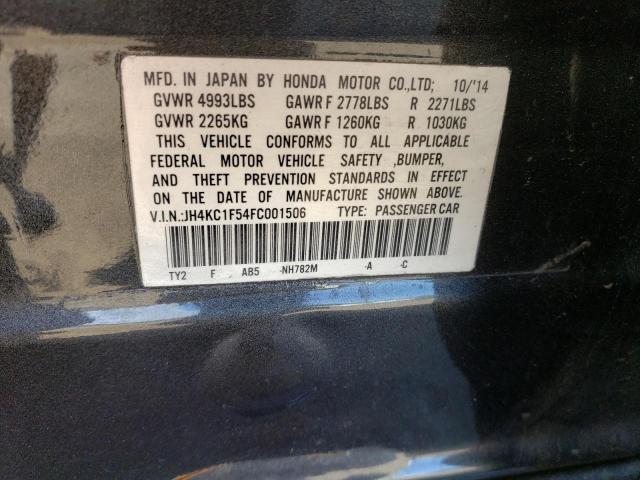 MFD. IN JAPAN BY HONDA MOTOR CO.,LTD; 10/'14
GVWR 4993LBS GAWR F 2778LBS R 2271LBS
GVWR 2265KG GAWR F 1260KG R 1030KG
THIS VEHICLE CONFORMS TO ALL APPLICABLE
FEDERAL MOTOR VEHICLE SAFETY ,BUMPER,
AND THEFT PREVENTION STANDARDS IN EFFECT
ON THE DATE OF MANUFACTURE SHOWN ABOVE.
V.I.N.:JH4KC1F54FC001506 TYPE: PASSENGER CAR
TY2 F AB5 -NH782M -A -C